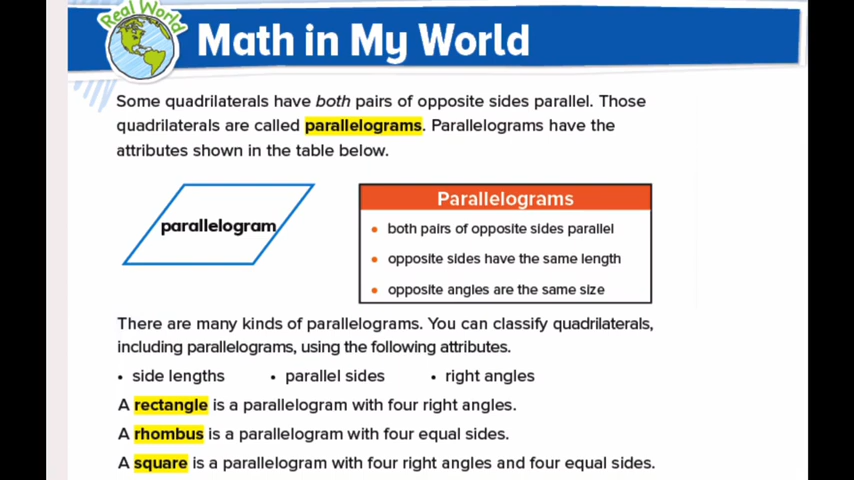 Real World
Math in My World
Some quadrilaterals have both pairs of opposite sides parallel. Those
quadrilaterals are called parallelograms. Parallelograms have the
attributes shown in the table below.
parallelogram
Parallelograms
• both pairs of opposite sides parallel
• opposite sides have the same length
• opposite angles are the same size
There are many kinds of parallelograms. You can classify quadrilaterals,
including parallelograms, using the following attributes.
• side lengths • parallel sides • right angles
A rectangle is a parallelogram with four right angles.
A rhombus is a parallelogram with four equal sides.
A square is a parallelogram with four right angles and four equal sides.